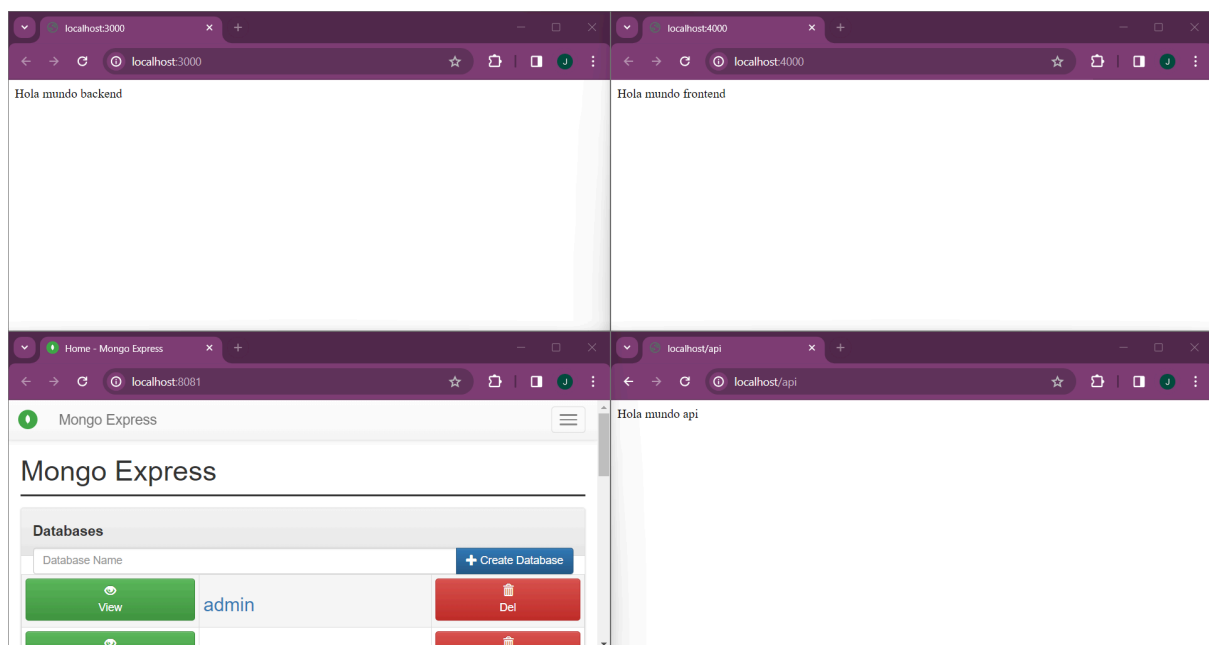 localhost:3000
localhost:3000
J
Hola mundo backend
localhost:4000
localhost:4000
J
Hola mundo frontend
Home - Mongo Express
localhost:8081
J
Mongo Express
Mongo Express
Databases
Database Name
Create Database
View
admin
Del
localhost/api
localhost/api
J
Hola mundo api